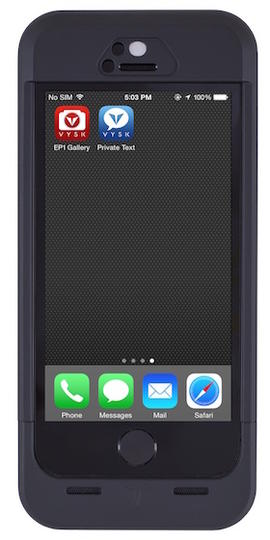 No SIM 5:03 PM 100%
VYSK VYSK
EP1 Gallery Private Text
Phone Messages Mail Safari